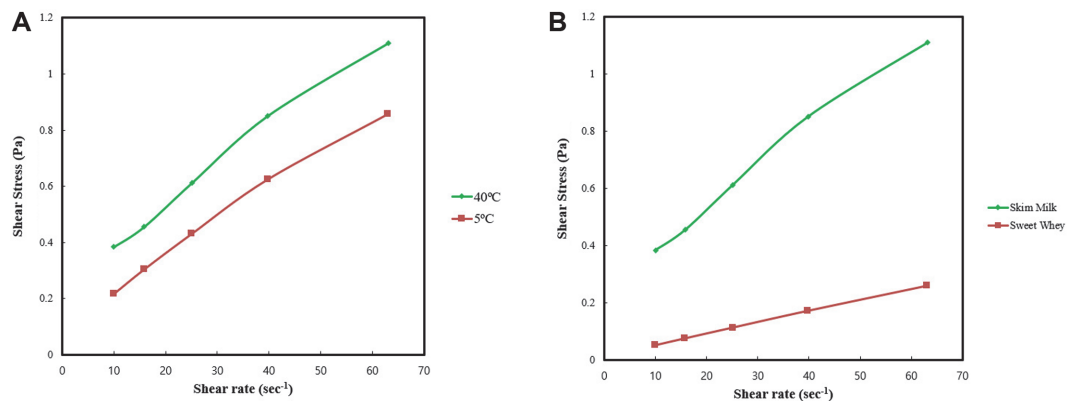 A
Shear Stress (Pa)
1.2
1
0.8
0.6
0.4
0.2
0
0 10 20 30 40 50 60 70
Shear rate (sec⁻¹)
40ºC
5ºC
B
Shear Stress (Pa)
1.2
1
0.8
0.6
0.4
0.2
0
0 10 20 30 40 50 60 70
Shear rate (sec⁻¹)
Skim Milk
Sweet Whey